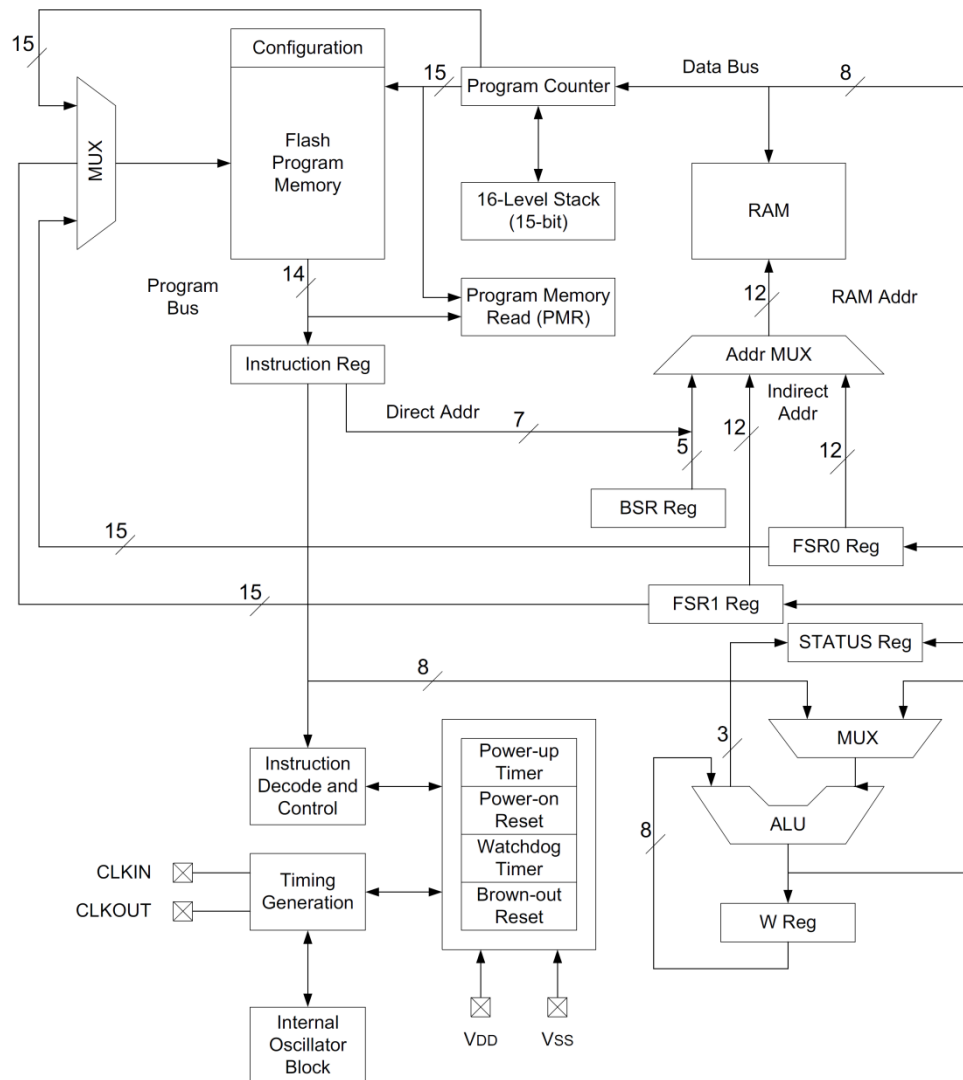 15
Configuration
15
Program Counter
Data Bus
8
MUX
Flash
Program
Memory
16-Level Stack
(15-bit)
RAM
Program
Bus
14
Program Memory
Read (PMR)
12
RAM Addr
Instruction Reg
Addr MUX
Direct Addr
7
Indirect
Addr
12
5
12
BSR Reg
15
FSR0 Reg
15
FSR1 Reg
STATUS Reg
8
3
MUX
Instruction
Decode and
Control
Power-up
Timer
Power-on
Reset
Watchdog
Timer
Brown-out
Reset
8
ALU
CLKIN
CLKOUT
Timing
Generation
W Reg
Internal
Oscillator
Block
VDD
VSS